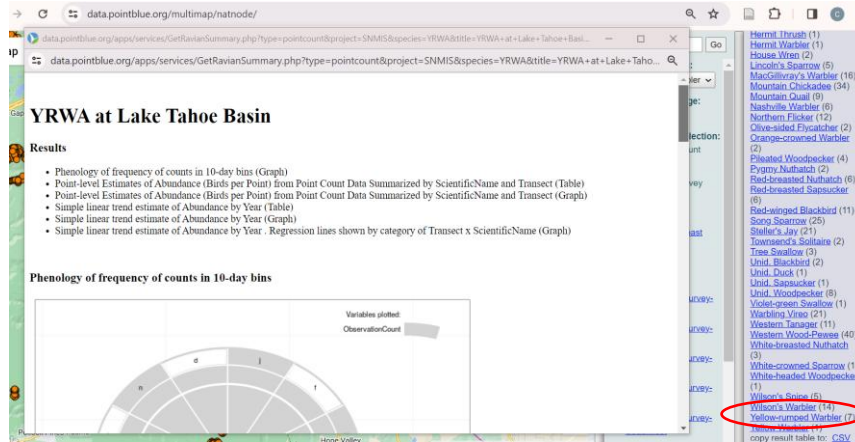 data.pointblue.org/multimap/natnode/
data.pointblue.org/apps/services/GetRavianSummary.php?type=pointcount&project=SNMIS&species=YRWA&title=YRWA+at+Lake+Tahoe+Basi...
data.pointblue.org/apps/services/GetRavianSummary.php?type=pointcount&project=SNMIS&species=YRWA&title=YRWA+at+Lake+Taho...
YRWA at Lake Tahoe Basin
Results
• Phenology of frequency of counts in 10-day bins (Graph)
• Point-level Estimates of Abundance (Birds per Point) from Point Count Data Summarized by ScientificName and Transect (Table)
• Point-level Estimates of Abundance (Birds per Point) from Point Count Data Summarized by ScientificName and Transect (Graph)
• Simple linear trend estimate of Abundance by Year (Table)
• Simple linear trend estimate of Abundance by Year (Graph)
• Simple linear trend estimate of Abundance by Year . Regression lines shown by category of Transect x ScientificName (Graph)
Phenology of frequency of counts in 10-day bins
Variables plotted:
ObservationCount
d
j
n
f
Hope Valley
Go
Hermit Thrush (1)
Hermit Warbler (1)
House Wren (2)
Lincoln's Sparrow (5)
MacGillivray's Warbler (16)
Mountain Chickadee (34)
Mountain Quail (9)
Nashville Warbler (6)
Northern Flicker (12)
Olive-sided Flycatcher (2)
Orange-crowned Warbler
(2)
Pileated Woodpecker (4)
Pygmy Nuthatch (2)
Red-breasted Nuthatch (6)
Red-breasted Sapsucker
(6)
Red-winged Blackbird (11)
Song Sparrow (25)
Steller's Jay (21)
Townsend's Solitaire (2)
Tree Swallow (3)
Unid. Blackbird (2)
Unid. Duck (1)
Unid. Sapsucker (1)
Unid. Woodpecker (8)
Violet-green Swallow (1)
Warbling Vireo (21)
Western Tanager (11)
Western Wood-Pewee (40)
White-breasted Nuthatch
(3)
White-crowned Sparrow (1
White-headed Woodpecke
(1)
Wilson's Snipe (5)
Wilson's Warbler (14)
Yellow-rumped Warbler (7
Yellow Warbler (1)
copy result table to: CSV